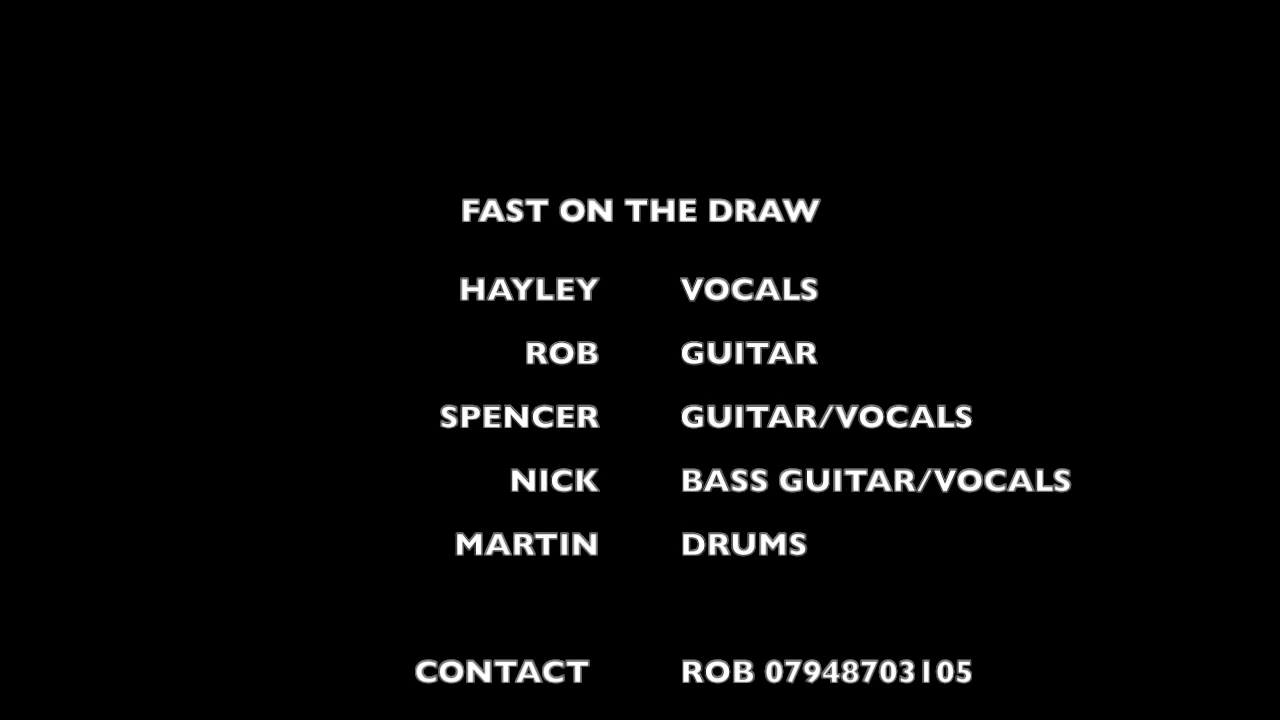 FAST ON THE DRAW
HAYLEY VOCALS
ROB GUITAR
SPENCER GUITAR/VOCALS
NICK BASS GUITAR/VOCALS
MARTIN DRUMS
CONTACT ROB 07948703105